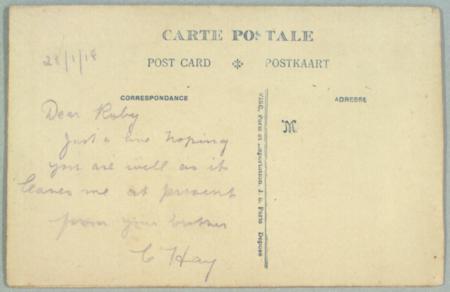 CARTE POSTALE
28/1/18
POST CARD POSTKAART
CORRESPONDANCE
ADRESSE
Dear Ruby
Just a line hoping
you are well as it
leaves me at present
from your brother
C Hay
M
Paris